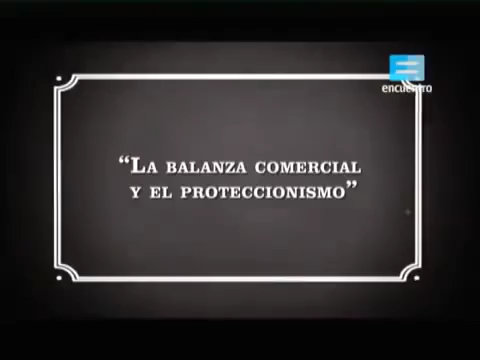 encuentro
“LA BALANZA COMERCIAL
Y EL PROTECCIONISMO”